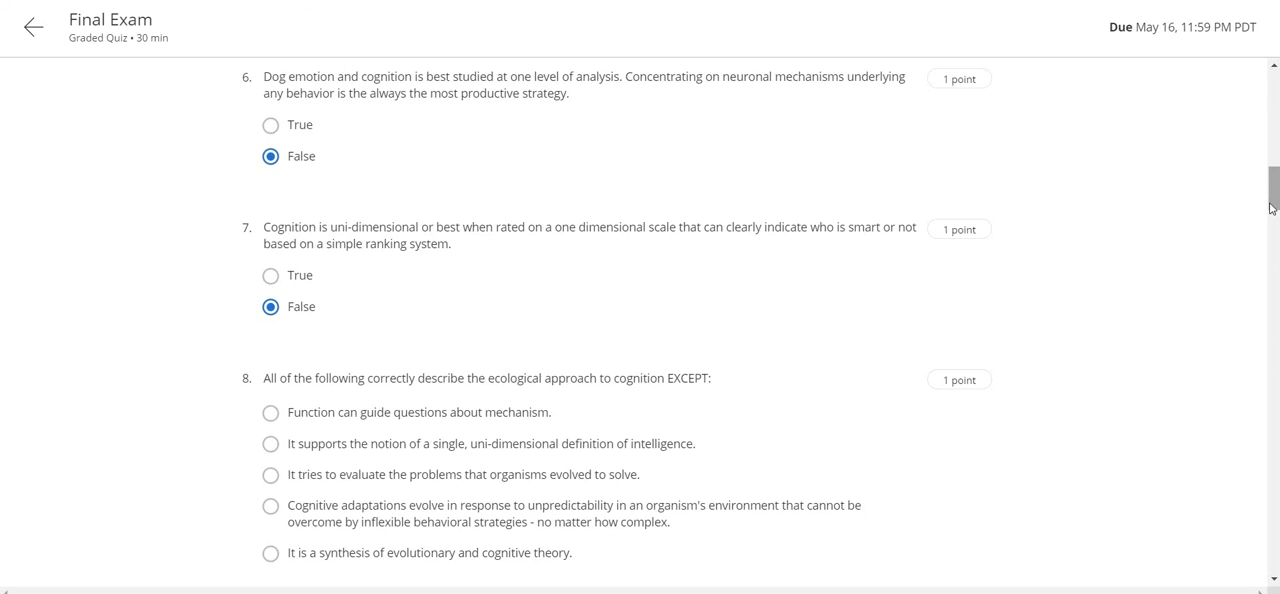 Final Exam
Graded Quiz • 30 min
Due May 16, 11:59 PM PDT
6. Dog emotion and cognition is best studied at one level of analysis. Concentrating on neuronal mechanisms underlying
any behavior is the always the most productive strategy.
1 point
True
False
7. Cognition is uni-dimensional or best when rated on a one dimensional scale that can clearly indicate who is smart or not
based on a simple ranking system.
1 point
True
False
8. All of the following correctly describe the ecological approach to cognition EXCEPT:
1 point
Function can guide questions about mechanism.
It supports the notion of a single, uni-dimensional definition of intelligence.
It tries to evaluate the problems that organisms evolved to solve.
Cognitive adaptations evolve in response to unpredictability in an organism's environment that cannot be
overcome by inflexible behavioral strategies - no matter how complex.
It is a synthesis of evolutionary and cognitive theory.